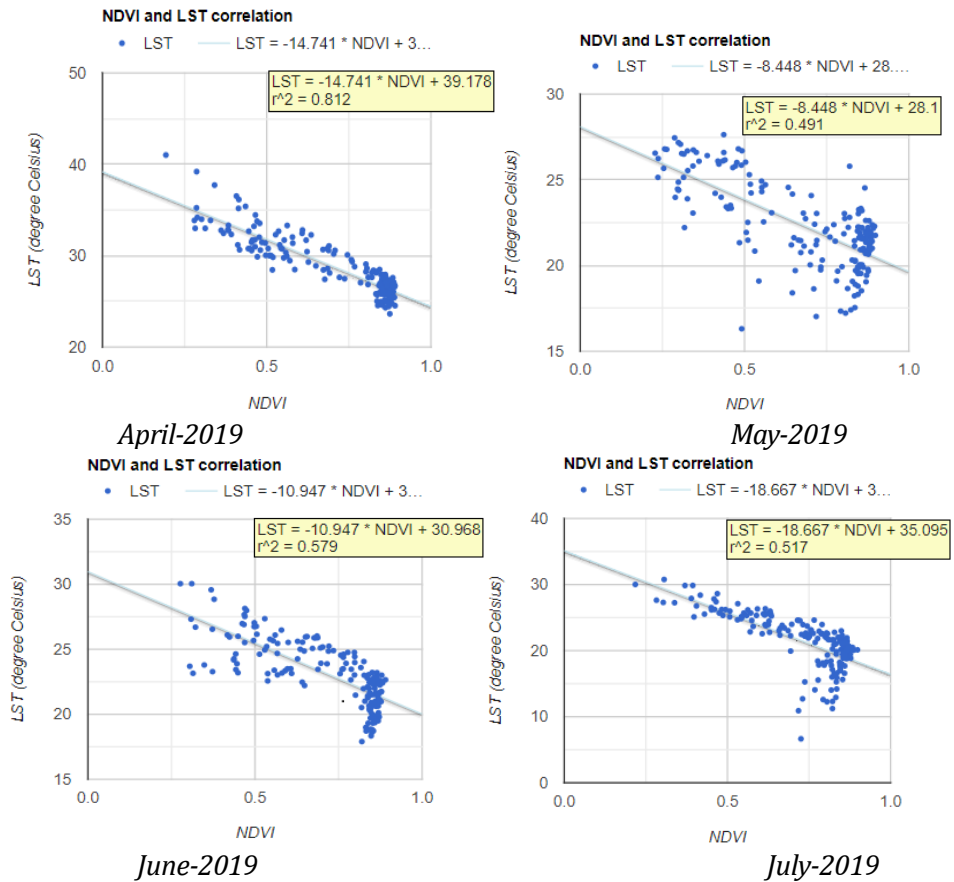 NDVI and LST correlation
LST LST = -14.741 * NDVI + 3...
LST = -14.741 * NDVI + 39.178
r^2 = 0.812
50
40
30
20
LST (degree Celsius)
0.0 0.5 1.0
NDVI
April-2019
NDVI and LST correlation
LST LST = -8.448 * NDVI + 28....
LST = -8.448 * NDVI + 28.1
r^2 = 0.491
30
25
20
15
LST (degree Celsius)
0.0 0.5 1.0
NDVI
May-2019
NDVI and LST correlation
LST LST = -10.947 * NDVI + 3...
LST = -10.947 * NDVI + 30.968
r^2 = 0.579
35
30
25
20
15
LST (degree Celsius)
0.0 0.5 1.0
NDVI
June-2019
NDVI and LST correlation
LST LST = -18.667 * NDVI + 3...
LST = -18.667 * NDVI + 35.095
r^2 = 0.517
40
30
20
10
0
LST (degree Celsius)
0.0 0.5 1.0
NDVI
July-2019